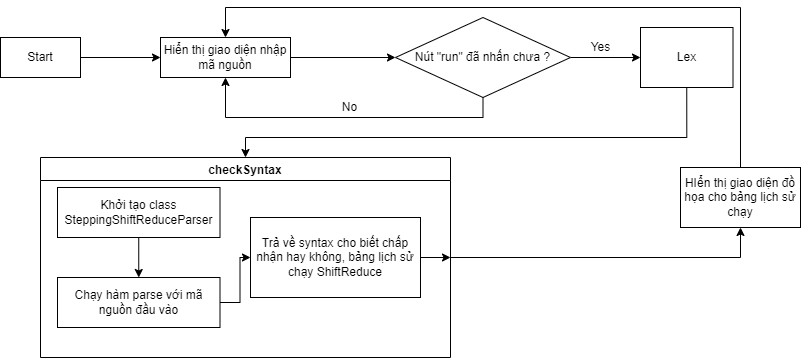 Start
Hiển thị giao diện nhập
mã nguồn
Nút "run" đã nhấn chưa ?
Yes
Lex
No
checkSyntax
Khởi tạo class
SteppingShiftReduceParser
Chạy hàm parse với mã
nguồn đầu vào
Trả về syntax cho biết chấp
nhận hay không, bảng lịch sử
chạy ShiftReduce
HIển thị giao diện đồ
họa cho bảng lịch sử
chạy